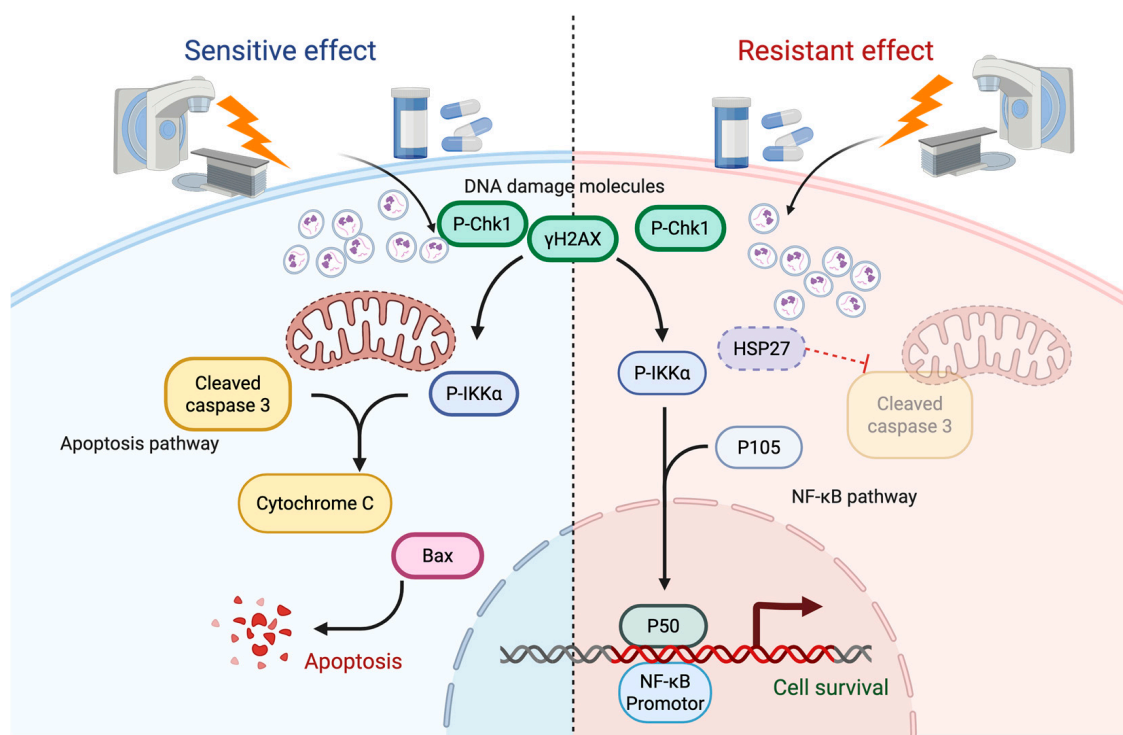 Sensitive effect
Resistant effect
DNA damage molecules
P-Chk1
γH2AX
P-Chk1
HSP27
P-IKKα
P-IKKα
Cleaved
caspase 3
Cleaved
caspase 3
Apoptosis pathway
P105
Cytochrome C
NF-κB pathway
Bax
P50
Apoptosis
NF-κB
Promotor
Cell survival